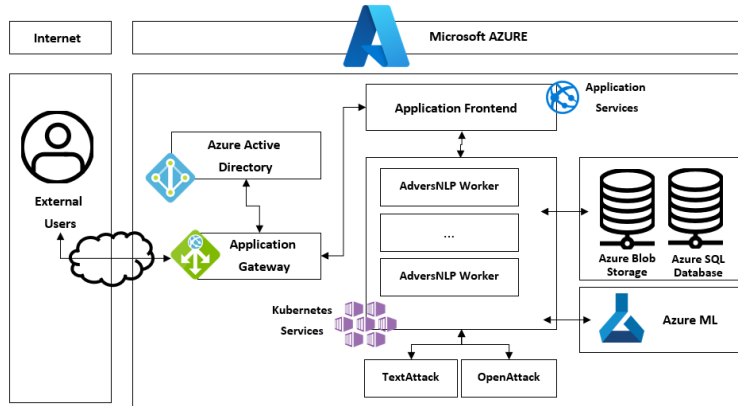 Internet
Microsoft AZURE
Application Frontend
Application
Services
Azure Active
Directory
External
Users
Application
Gateway
AdversNLP Worker
...
AdversNLP Worker
Kubernetes
Services
Azure Blob
Storage
Azure SQL
Database
Azure ML
TextAttack
OpenAttack